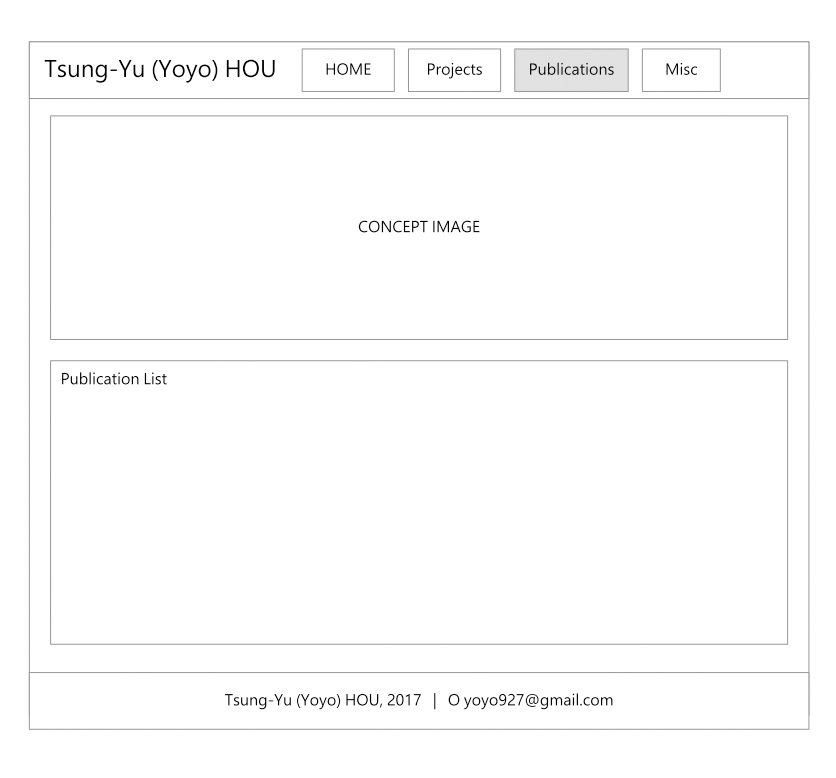 Tsung-Yu (Yoyo) HOU HOME Projects Publications Misc
CONCEPT IMAGE
Publication List
Tsung-Yu (Yoyo) HOU, 2017 | O yoyo927@gmail.com